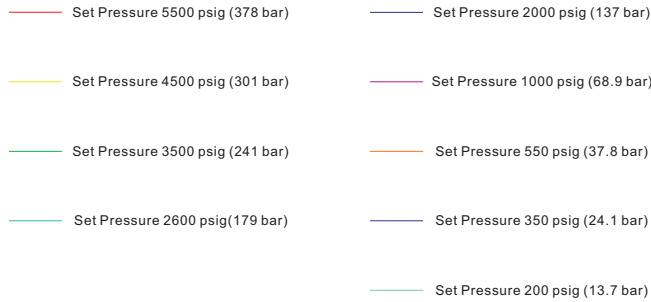 Set Pressure 5500 psig (378 bar)
Set Pressure 4500 psig (301 bar)
Set Pressure 3500 psig (241 bar)
Set Pressure 2600 psig(179 bar)
Set Pressure 2000 psig (137 bar)
Set Pressure 1000 psig (68.9 bar)
Set Pressure 550 psig (37.8 bar)
Set Pressure 350 psig (24.1 bar)
Set Pressure 200 psig (13.7 bar)